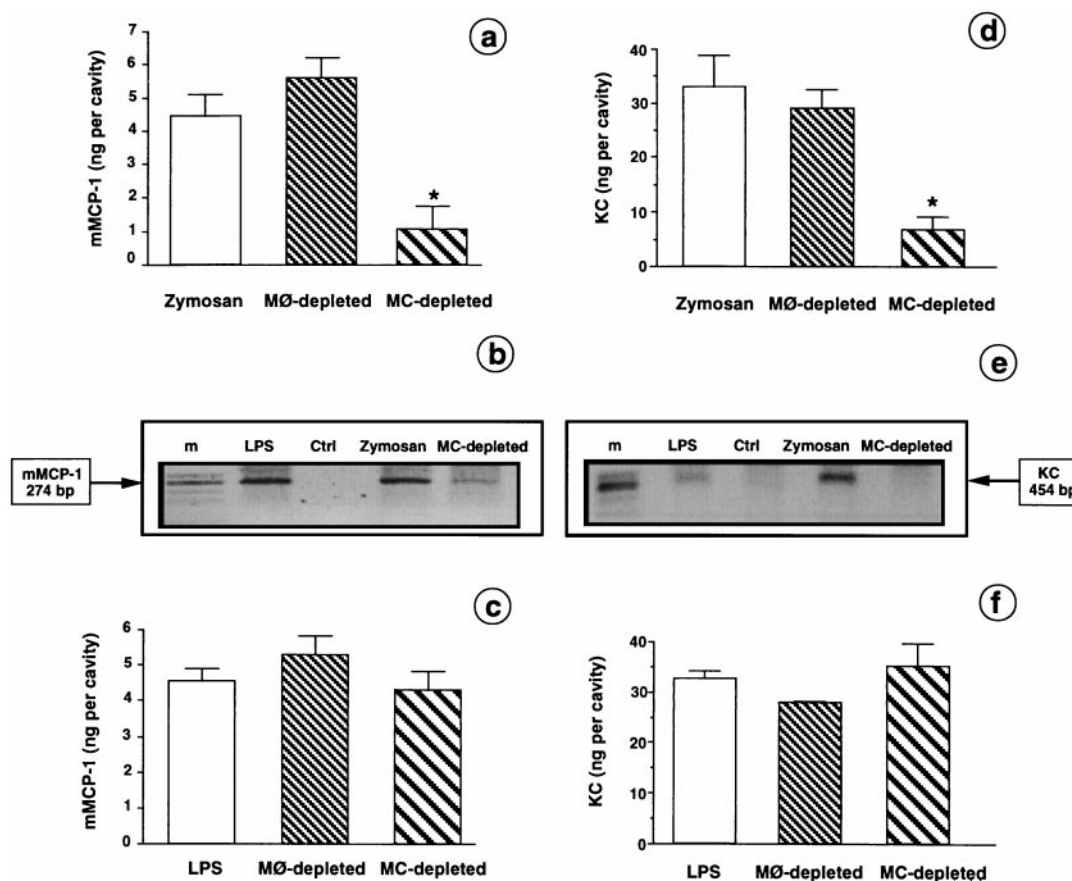 a
mMCP-1 (ng per cavity)
7
6
5
4
3
2
1
0
*
Zymosan MØ-depleted MC-depleted
d
KC (ng per cavity)
40
30
20
10
0
*
Zymosan MØ-depleted MC-depleted
b
m LPS Ctrl Zymosan MC-depleted
mMCP-1
274 bp
e
m LPS Ctrl Zymosan MC-depleted
KC
454 bp
c
mMCP-1 (ng per cavity)
6
5
4
3
2
1
0
LPS MØ-depleted MC-depleted
f
KC (ng per cavity)
40
30
20
10
0
LPS MØ-depleted MC-depleted